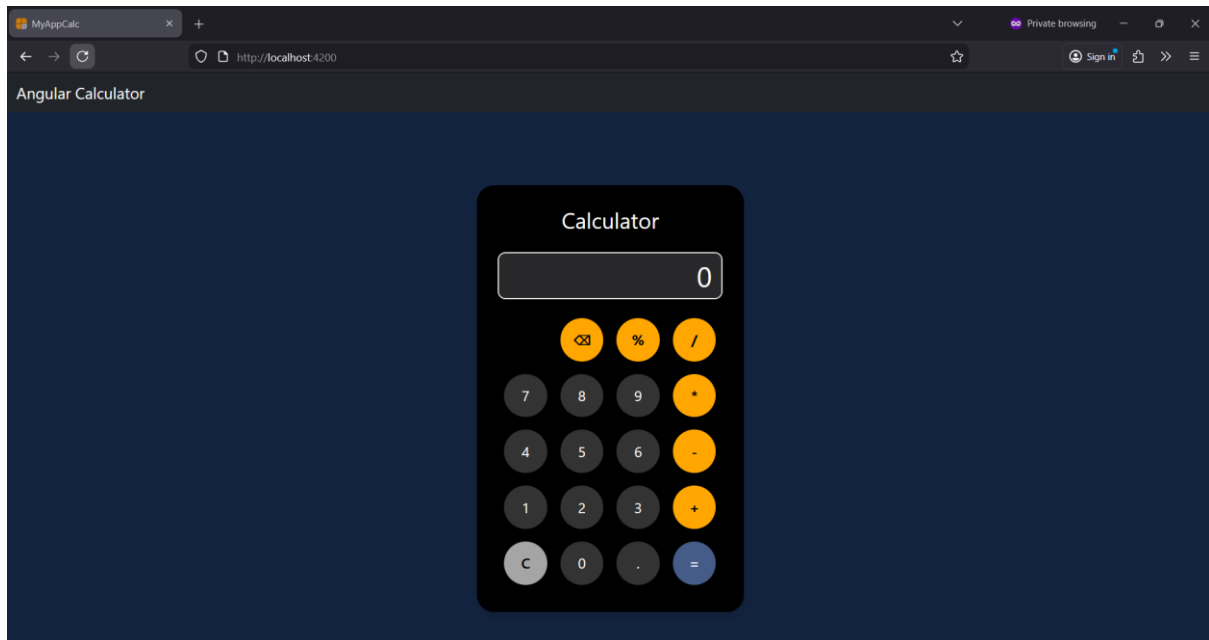 MyAppCalc
Private browsing
http://localhost:4200
Sign in
Angular Calculator
Calculator
0
⌫ % /
7 8 9 *
4 5 6 -
1 2 3 +
C 0 . =